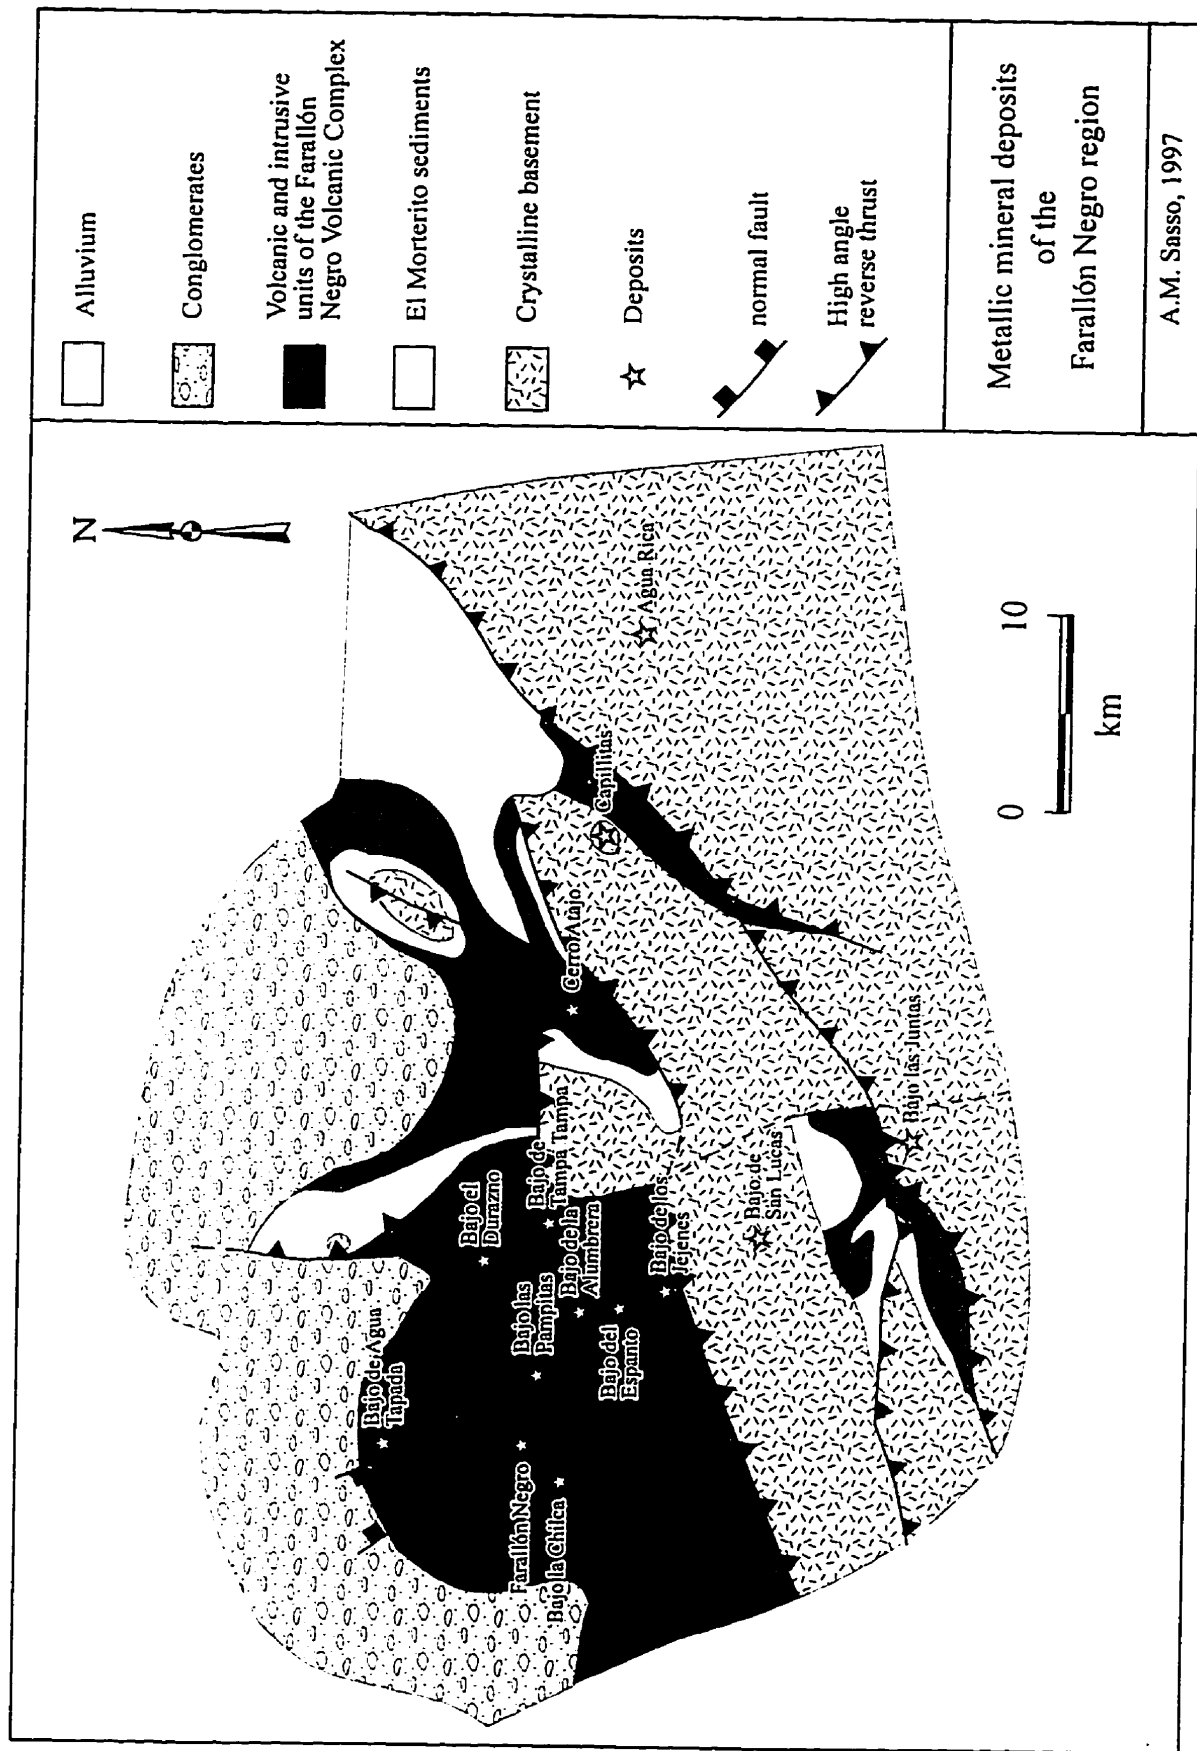 N
Bajo de Agua
Tapada
Bajo el
Durazno
Farallón Negro
Bajo la Chilca
Bajo las
Pampitas
Bajo de
Tampa Tampa
Bajo de la
Alumbrera
Bajo del
Espanto
Bajo de los
Jejenes
Cerro Atajo
Capillitas
Agua Rica
Bajo de
San Lucas
Bajo las Juntas
0
10
km
Alluvium
Conglomerates
Volcanic and intrusive
units of the Farallón
Negro Volcanic Complex
El Morterito sediments
Crystalline basement
Deposits
normal fault
High angle
reverse thrust
Metallic mineral deposits
of the
Farallón Negro region
A.M. Sasso, 1997